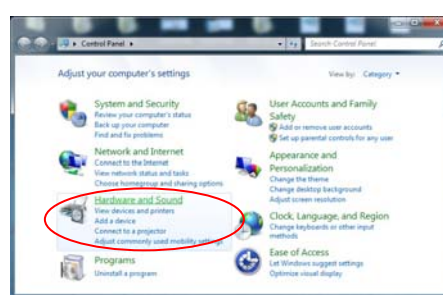 Control Panel
Search Control Panel
Adjust your computer's settings
View by: Category
System and Security
Review your computer's status
Back up your computer
Find and fix problems
Network and Internet
Connect to the Internet
View network status and tasks
Choose homegroup and sharing options
Hardware and Sound
View devices and printers
Add a device
Connect to a projector
Adjust commonly used mobility settings
Programs
Uninstall a program
User Accounts and Family
Safety
Add or remove user accounts
Set up parental controls for any user
Appearance and
Personalization
Change the theme
Change desktop background
Adjust screen resolution
Clock, Language, and Region
Change keyboards or other input
methods
Ease of Access
Let Windows suggest settings
Optimize visual display